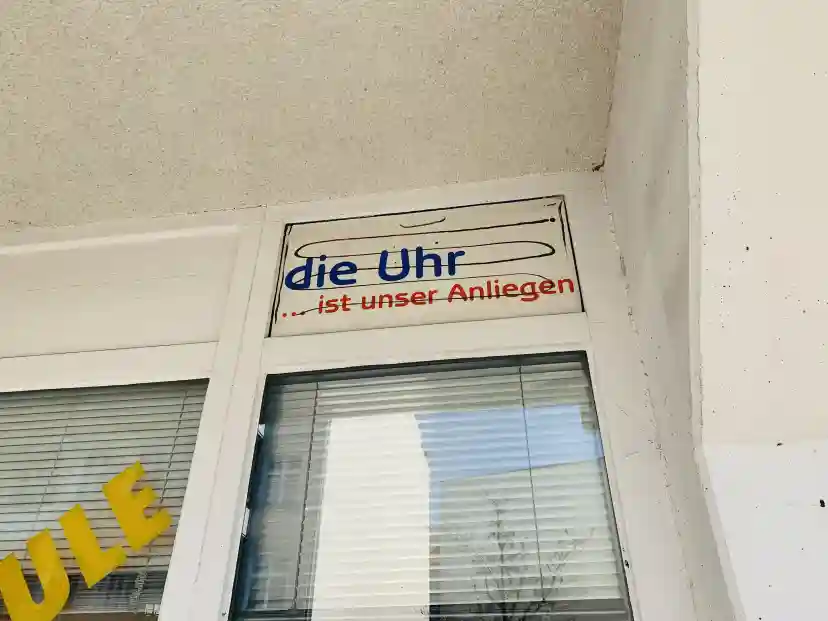 die Uhr
... ist unser Anliegen
ULE